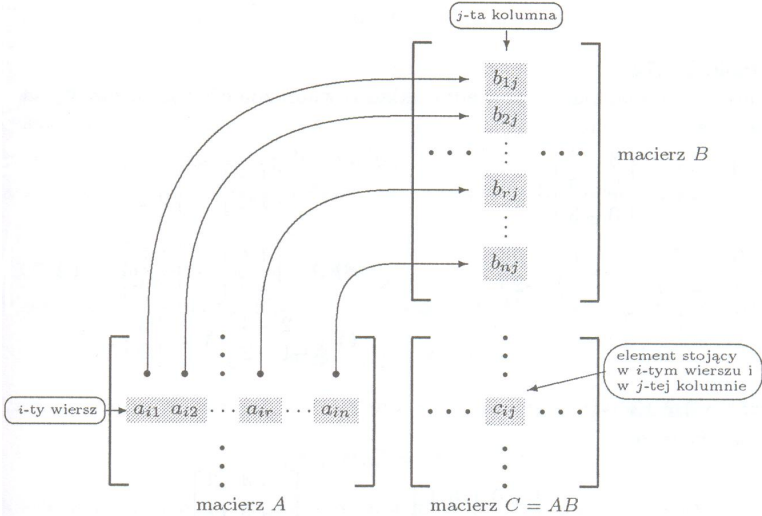 j-ta kolumna
b1j
b2j
• • • ⋮ • • •
macierz B
brj
⋮
bnj
element stojący
w i-tym wierszu i
w j-tej kolumnie
i-ty wiersz
ai1 ai2 ··· air ··· ain
• • • cij • • •
macierz A
macierz C = AB